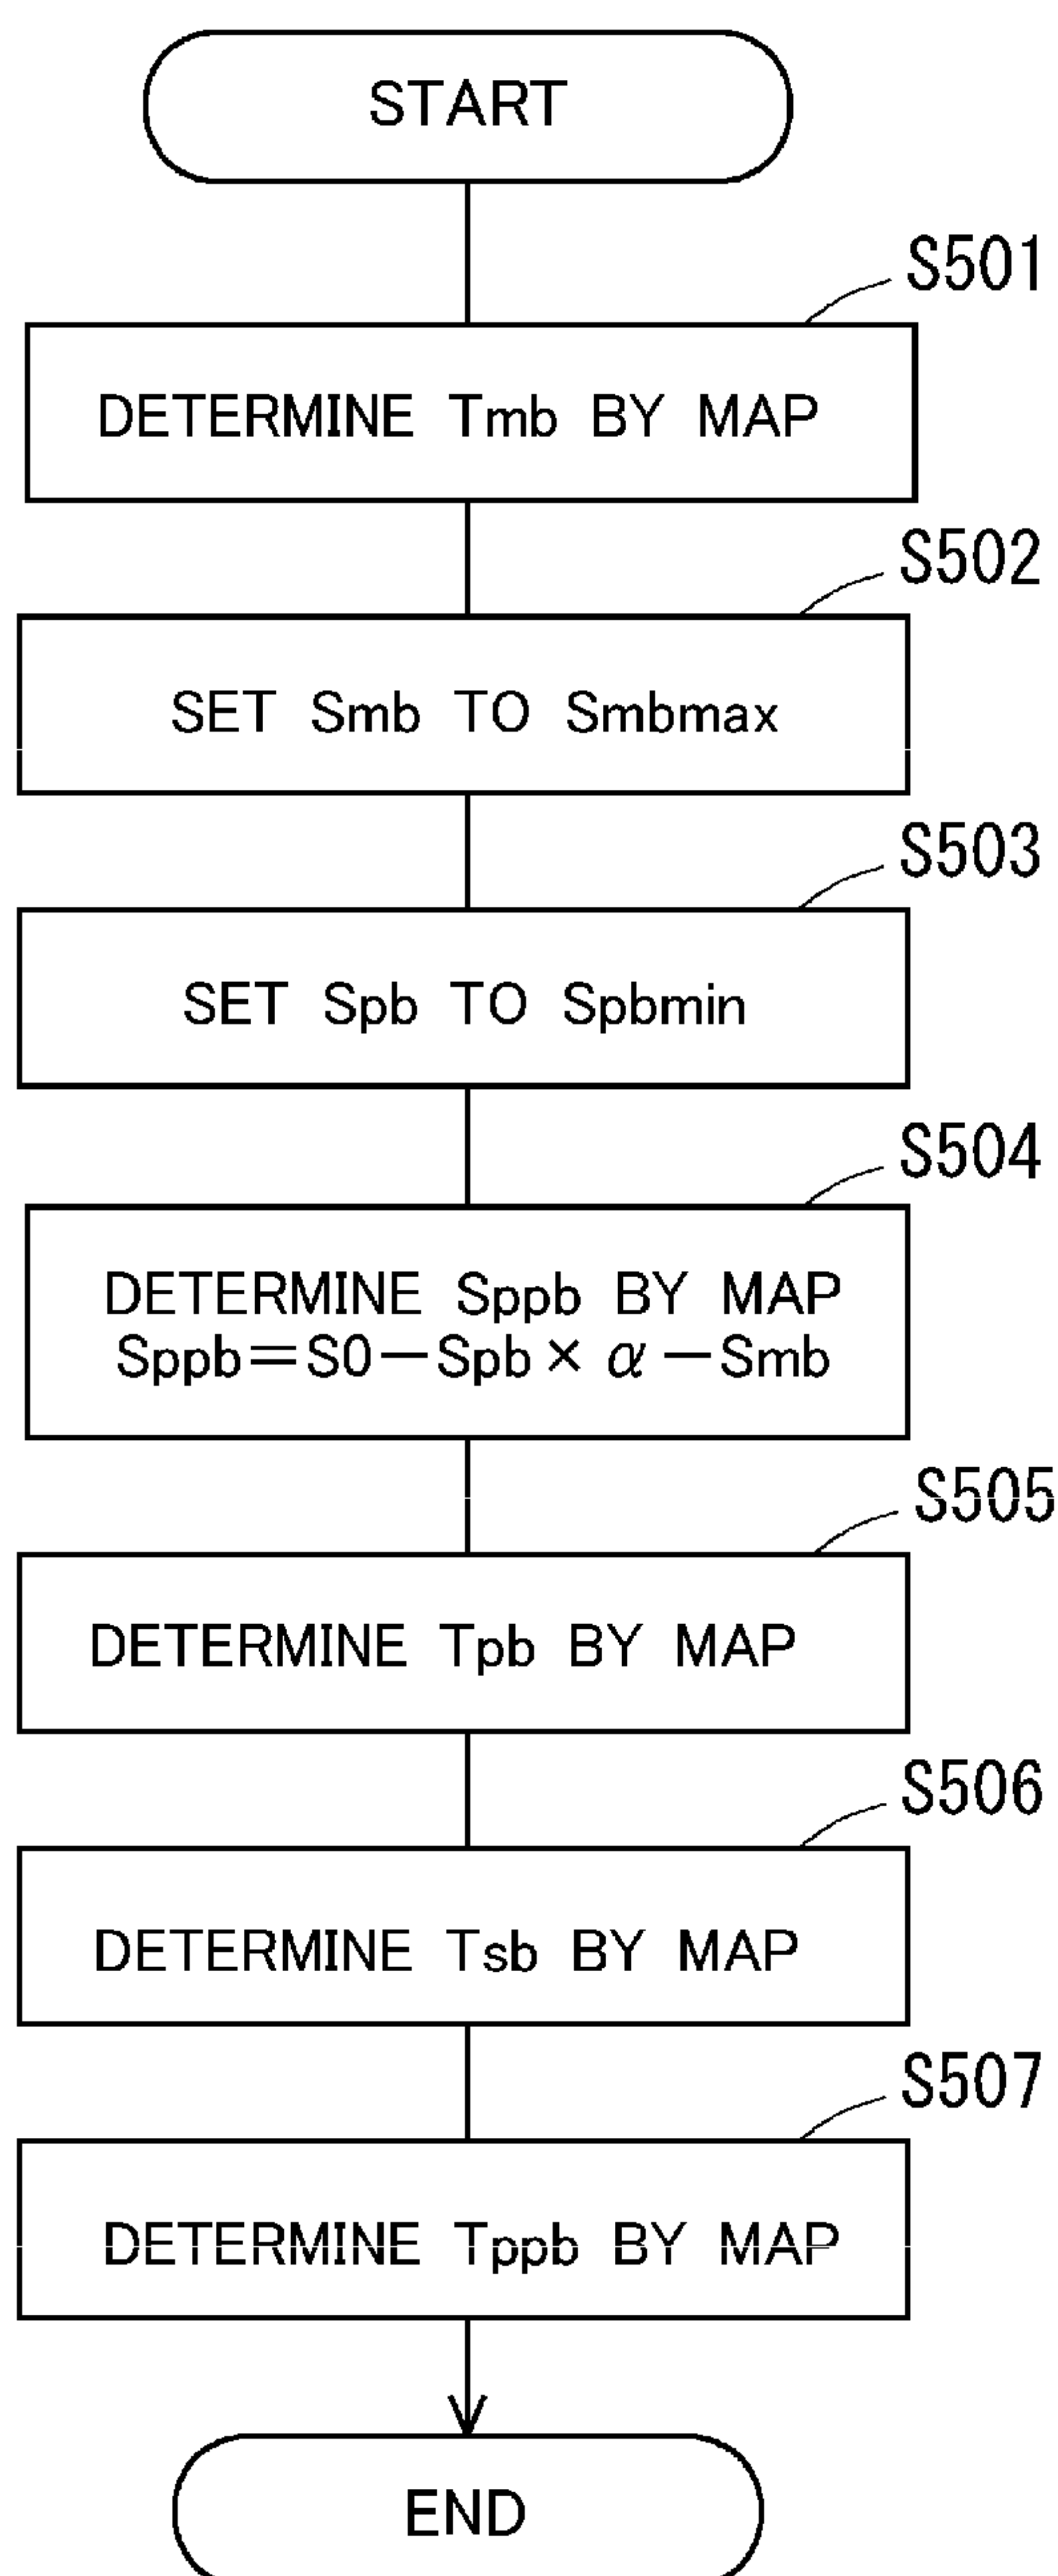 START
S501
DETERMINE Tmb BY MAP
S502
SET Smb TO Smbmax
S503
SET Spb TO Spbmin
S504
DETERMINE Sppb BY MAP
Sppb=S0-Spb×α-Smb
S505
DETERMINE Tpb BY MAP
S506
DETERMINE Tsb BY MAP
S507
DETERMINE Tppb BY MAP
END